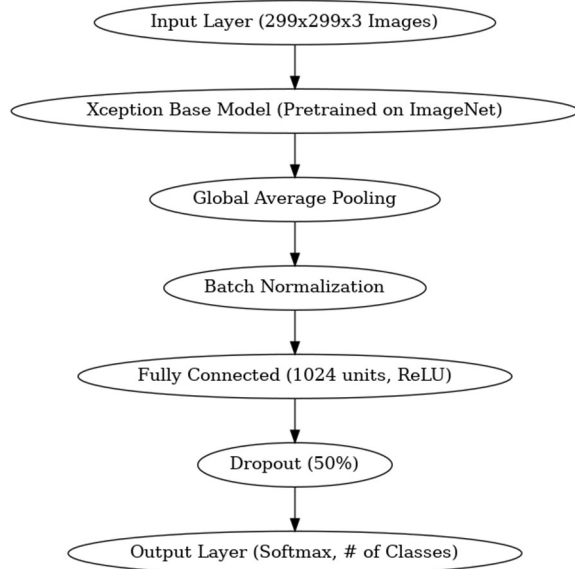 Input Layer (299x299x3 Images)
Xception Base Model (Pretrained on ImageNet)
Global Average Pooling
Batch Normalization
Fully Connected (1024 units, ReLU)
Dropout (50%)
Output Layer (Softmax, # of Classes)